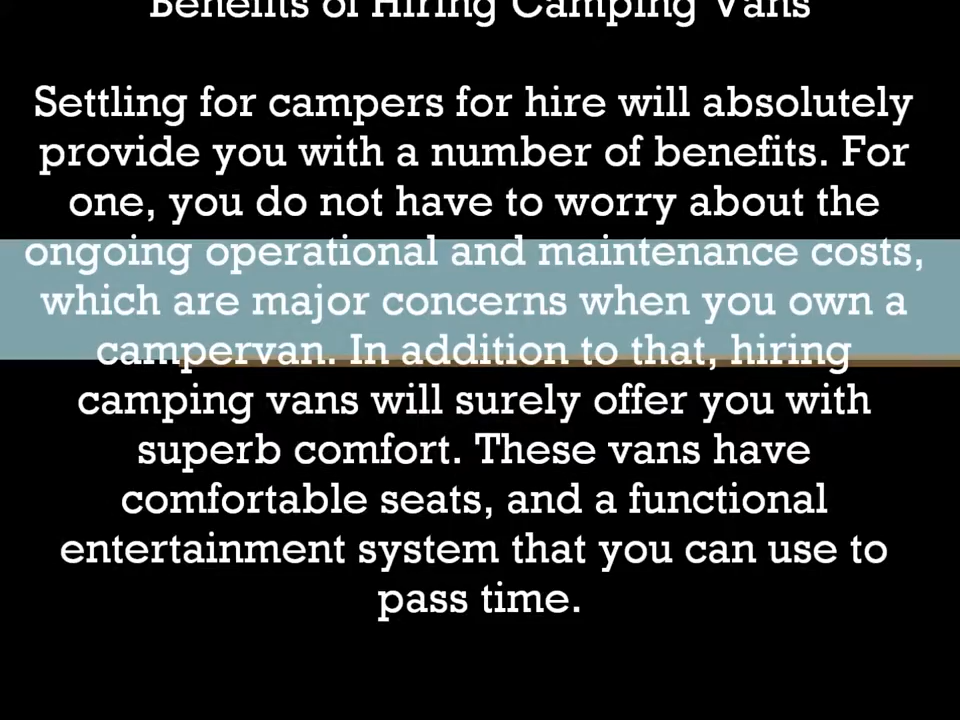 Benefits of Hiring Camping Vans
Settling for campers for hire will absolutely
provide you with a number of benefits. For
one, you do not have to worry about the
ongoing operational and maintenance costs,
which are major concerns when you own a
campervan. In addition to that, hiring
camping vans will surely offer you with
superb comfort. These vans have
comfortable seats, and a functional
entertainment system that you can use to
pass time.